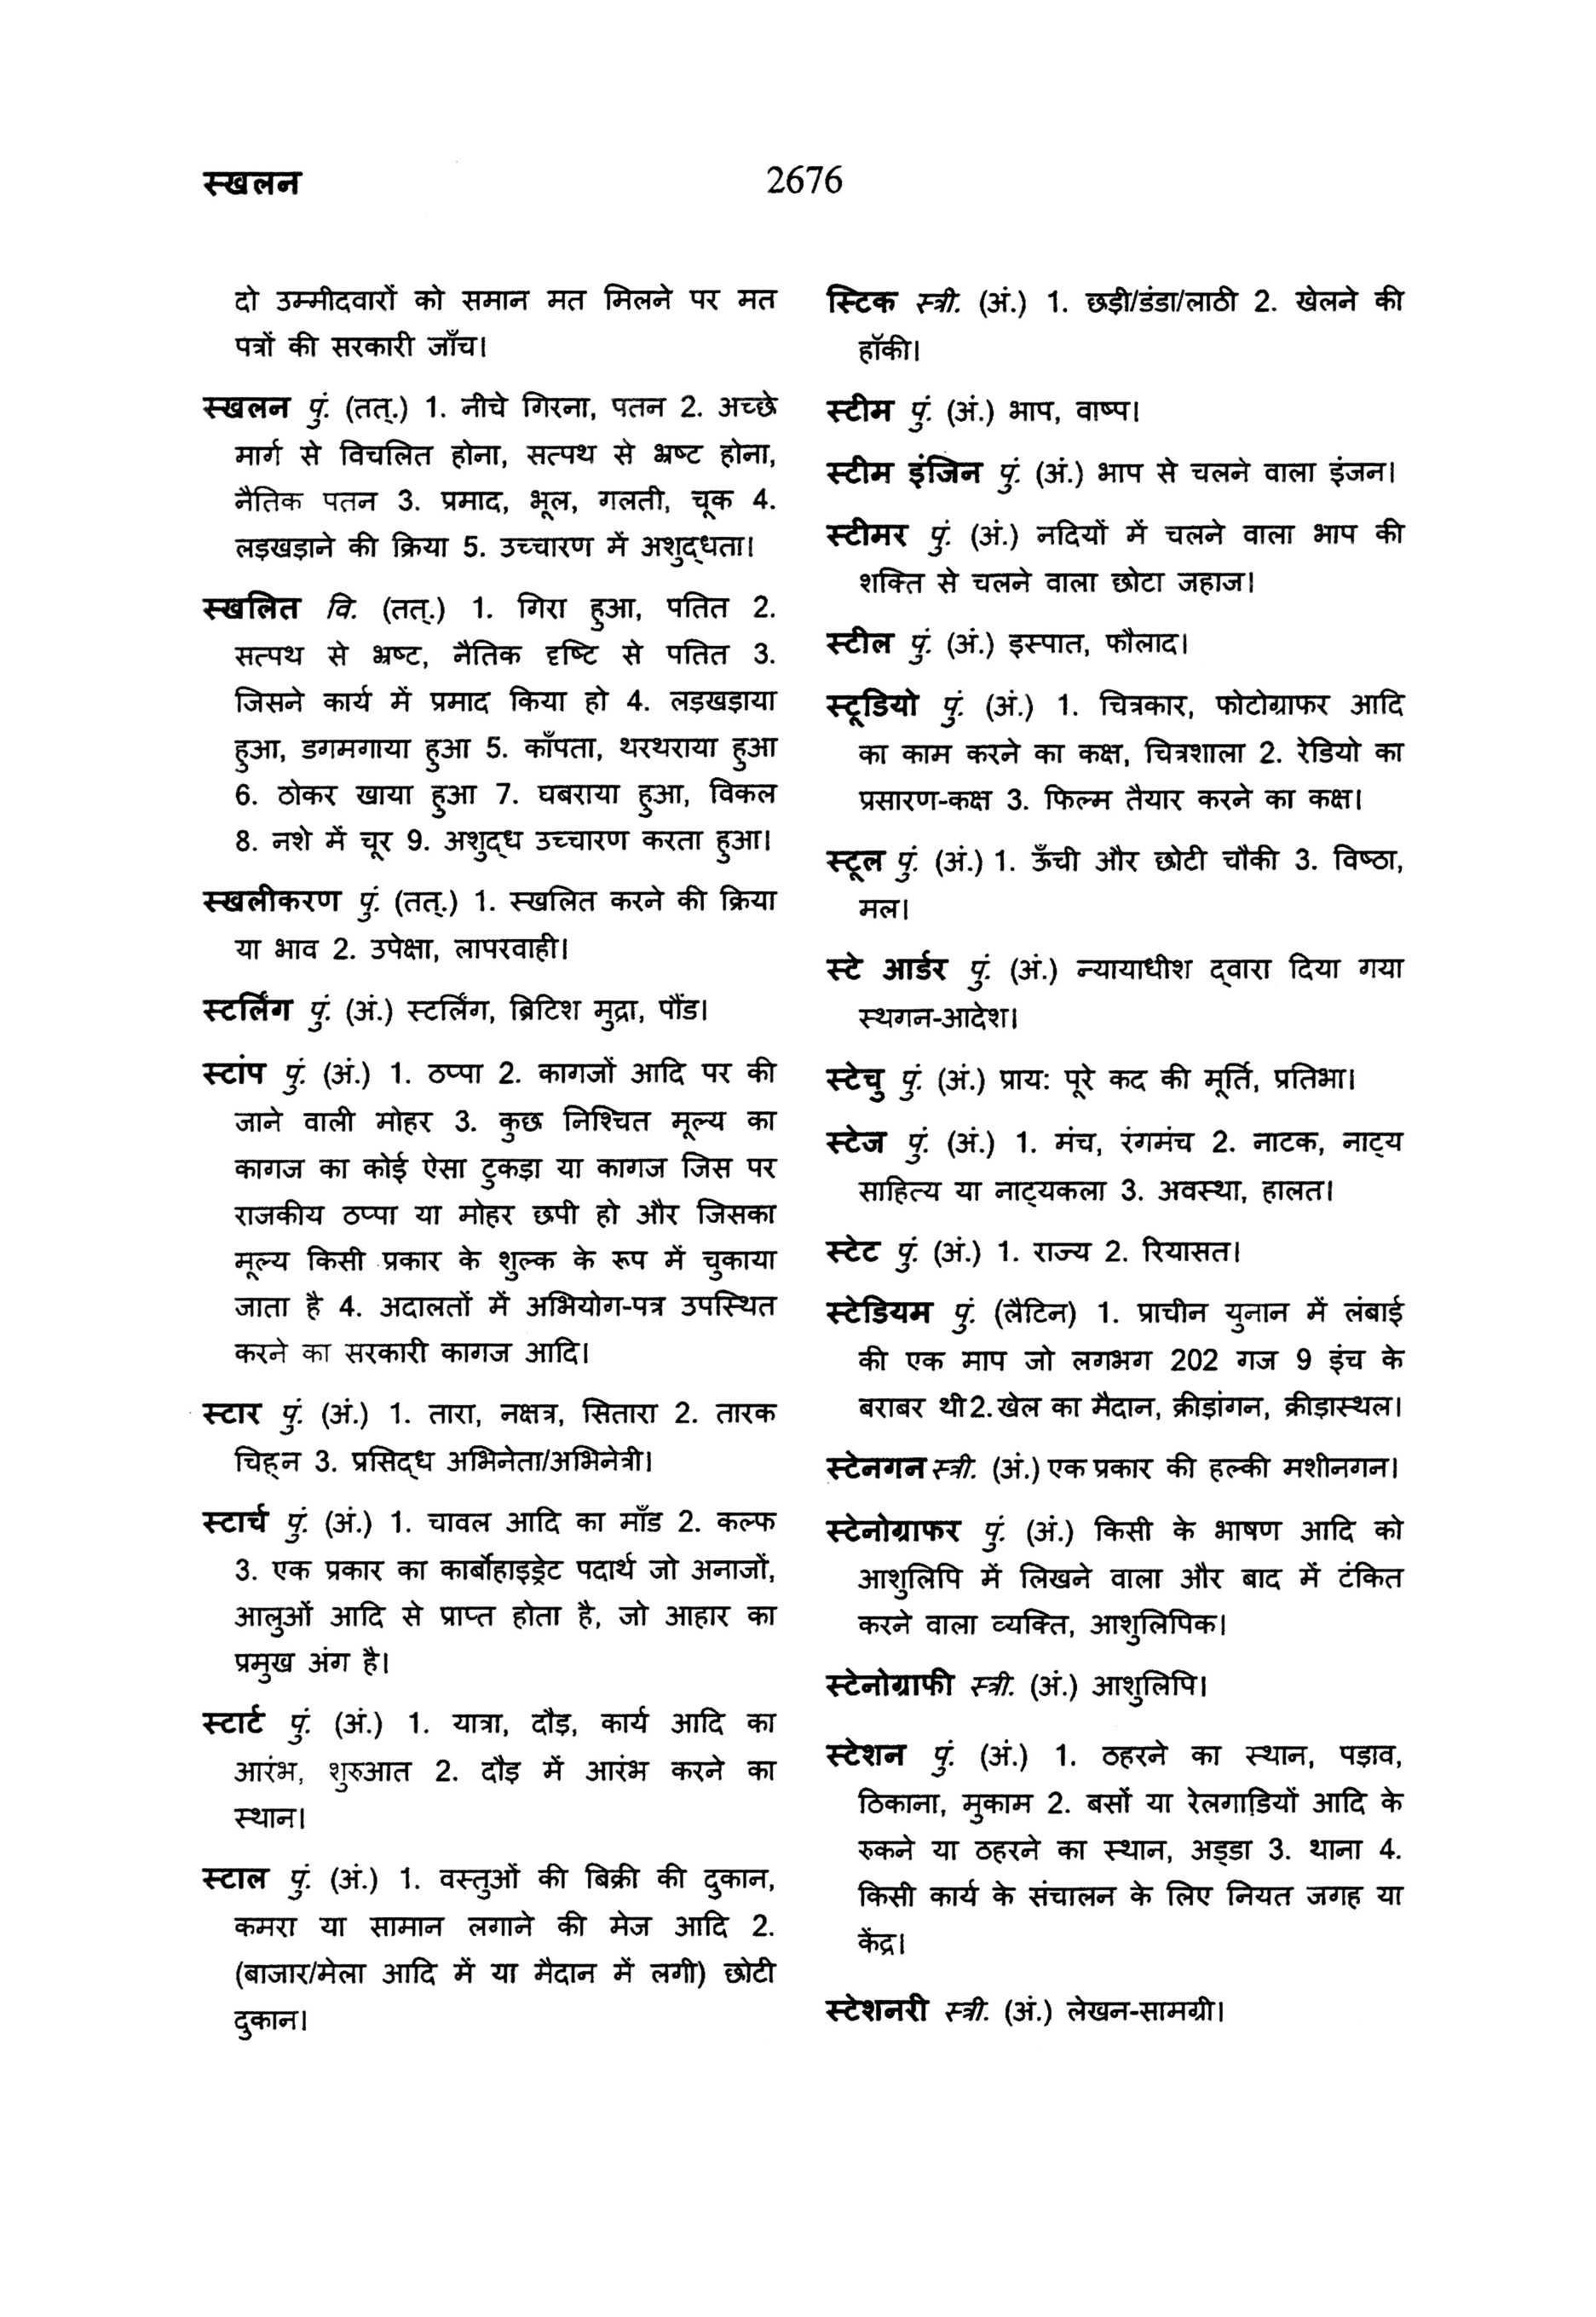 स्खलन
2676
दो उम्मीदवारों को समान मत मिलने पर मत
पत्रों की सरकारी जाँच।
स्खलन पुं. (तत्.) 1. नीचे गिरना, पतन 2. अच्छे
मार्ग से विचलित होना, सत्पथ से भ्रष्ट होना,
नैतिक पतन 3. प्रमाद, भूल, गलती, चूक 4.
लड़खड़ाने की क्रिया 5. उच्चारण में अशुद्धता।
स्खलित वि. (तत्.) 1. गिरा हुआ, पतित 2.
सत्पथ से भ्रष्ट, नैतिक दृष्टि से पतित 3.
जिसने कार्य में प्रमाद किया हो 4. लड़खड़ाया
हुआ, डगमगाया हुआ 5. काँपता, थरथराया हुआ
6. ठोकर खाया हुआ 7. घबराया हुआ, विकल
8. नशे में चूर 9. अशुद्ध उच्चारण करता हुआ।
स्खलीकरण पुं. (तत्.) 1. स्खलित करने की क्रिया
या भाव 2. उपेक्षा, लापरवाही।
स्टर्लिंग पुं. (अं.) स्टर्लिंग, ब्रिटिश मुद्रा, पौंड।
स्टांप पुं. (अं.) 1. ठप्पा 2. कागजों आदि पर की
जाने वाली मोहर 3. कुछ निश्चित मूल्य का
कागज का कोई ऐसा टुकड़ा या कागज जिस पर
राजकीय ठप्पा या मोहर छपी हो और जिसका
मूल्य किसी प्रकार के शुल्क के रूप में चुकाया
जाता है 4. अदालतों में अभियोग-पत्र उपस्थित
करने का सरकारी कागज आदि।
स्टार पुं. (अं.) 1. तारा, नक्षत्र, सितारा 2. तारक
चिह्न 3. प्रसिद्ध अभिनेता/अभिनेत्री।
स्टार्च पुं. (अं.) 1. चावल आदि का माँड 2. कल्फ
3. एक प्रकार का कार्बोहाइड्रेट पदार्थ जो अनाजों,
आलुओं आदि से प्राप्त होता है, जो आहार का
प्रमुख अंग है।
स्टार्ट पुं. (अं.) 1. यात्रा, दौड़, कार्य आदि का
आरंभ, शुरुआत 2. दौड़ में आरंभ करने का
स्थान।
स्टाल पुं. (अं.) 1. वस्तुओं की बिक्री की दुकान,
कमरा या सामान लगाने की मेज आदि 2.
(बाजार/मेला आदि में या मैदान में लगी) छोटी
दुकान।
स्टिक स्त्री. (अं.) 1. छड़ी/डंडा/लाठी 2. खेलने की
हॉकी।
स्टीम पुं. (अं.) भाप, वाष्प।
स्टीम इंजिन पुं. (अं.) भाप से चलने वाला इंजन।
स्टीमर पुं. (अं.) नदियों में चलने वाला भाप की
शक्ति से चलने वाला छोटा जहाज।
स्टील पुं. (अं.) इस्पात, फौलाद।
स्टूडियो पुं. (अं.) 1. चित्रकार, फोटोग्राफर आदि
का काम करने का कक्ष, चित्रशाला 2. रेडियो का
प्रसारण-कक्ष 3. फिल्म तैयार करने का कक्ष।
स्टूल पुं. (अं.) 1. ऊँची और छोटी चौकी 3. विष्ठा,
मल।
स्टे आर्डर पुं. (अं.) न्यायाधीश द्वारा दिया गया
स्थगन-आदेश।
स्टेचु पुं. (अं.) प्राय: पूरे कद की मूर्ति, प्रतिभा।
स्टेज पुं. (अं.) 1. मंच, रंगमंच 2. नाटक, नाट्य
साहित्य या नाट्यकला 3. अवस्था, हालत।
स्टेट पुं. (अं.) 1. राज्य 2. रियासत।
स्टेडियम पुं. (लैटिन) 1. प्राचीन युनान में लंबाई
की एक माप जो लगभग 202 गज 9 इंच के
बराबर थी 2. खेल का मैदान, क्रीड़ांगन, क्रीड़ास्थल।
स्टेनगन स्त्री. (अं.) एक प्रकार की हल्की मशीनगन।
स्टेनोग्राफर पुं. (अं.) किसी के भाषण आदि को
आशुलिपि में लिखने वाला और बाद में टंकित
करने वाला व्यक्ति, आशुलिपिक।
स्टेनोग्राफी स्त्री. (अं.) आशुलिपि।
स्टेशन पुं. (अं.) 1. ठहरने का स्थान, पड़ाव,
ठिकाना, मुकाम 2. बसों या रेलगाडि़यों आदि के
रुकने या ठहरने का स्थान, अड्डा 3. थाना 4.
किसी कार्य के संचालन के लिए नियत जगह या
केंद्र।
स्टेशनरी स्त्री. (अं.) लेखन-सामग्री।